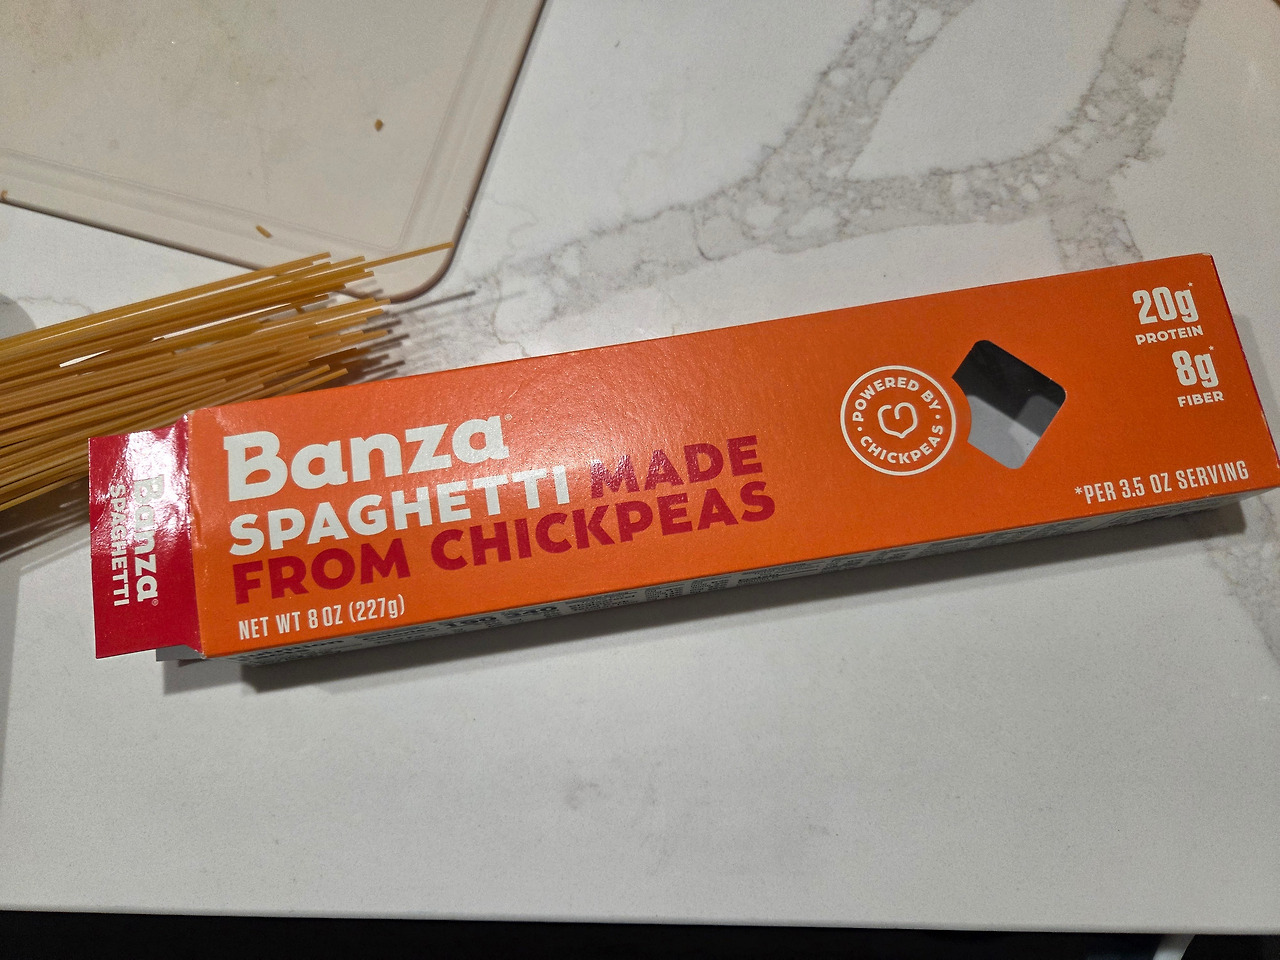 Banza®
SPAGHETTI MADE
FROM CHICKPEAS
NET WT 8 OZ (227g)
POWERED BY
CHICKPEAS
20g*
PROTEIN
8g*
FIBER
*PER 3.5 OZ SERVING
Banza®
SPAGHETTI